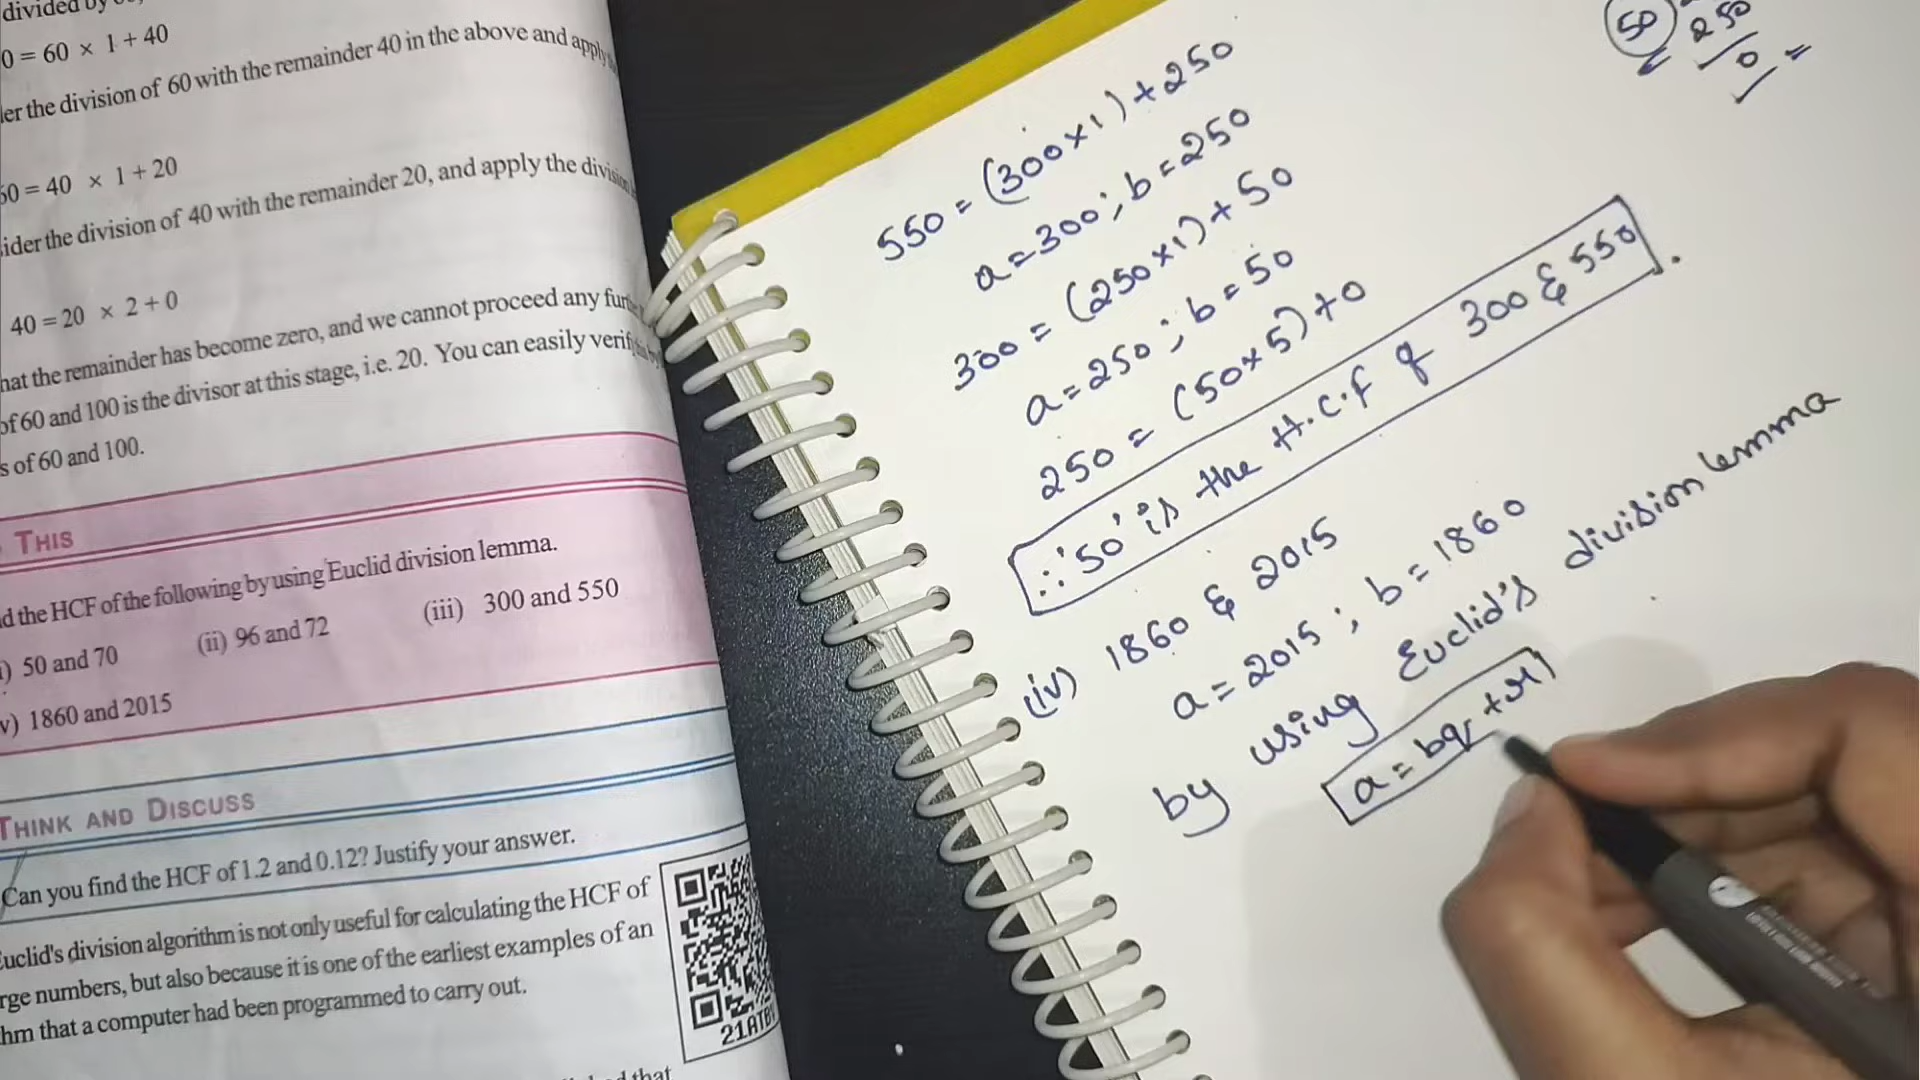 divided by
0 = 60 × 1 + 40
er the division of 60 with the remainder 40 in the above and apply
60 = 40 × 1 + 20
ider the division of 40 with the remainder 20, and apply the division
40 = 20 × 2 + 0
hat the remainder has become zero, and we cannot proceed any
of 60 and 100 is the divisor at this stage, i.e. 20. You can easily verify
s of 60 and 100.
THIS
d the HCF of the following by using Euclid division lemma.
) 50 and 70 (ii) 96 and 72 (iii) 300 and 550
v) 1860 and 2015
THINK AND DISCUSS
Can you find the HCF of 1.2 and 0.12? Justify your answer.
Euclid's division algorithm is not only useful for calculating the HCF of
rge numbers, but also because it is one of the earliest examples of an
hm that a computer had been programmed to carry out.
that
50
250
0
550 = (300×1) + 250
a=300; b=250
300 = (250×1) + 50
a=250; b=50
250 = (50×5) + 0
∴ '50' is the H.C.F of 300 & 550.
(iv) 1860 & 2015
a = 2015; b = 1860
by using Euclid's division lemma
a = bq + r